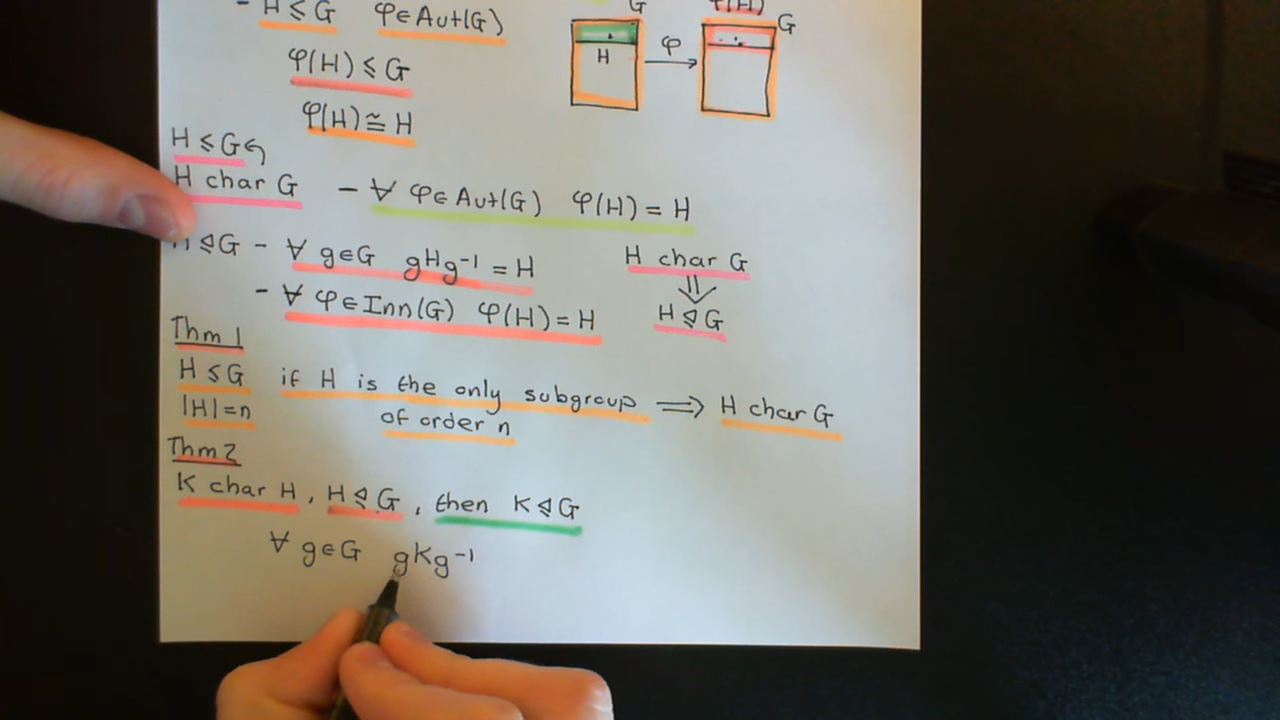 - H ≤ G φ∈Aut(G)
G φ(H)
G
H φ
φ(H) ≤ G
φ(H) ≅ H
H ≤ G
H char G - ∀ φ∈Aut(G) φ(H) = H
H ⊴ G - ∀ g∈G gHg⁻¹ = H
- ∀ φ∈Inn(G) φ(H) = H
H char G
⇓
H ⊴ G
Thm 1
H ≤ G if H is the only subgroup ⟹ H char G
|H|=n of order n
Thm 2
K char H, H ⊴ G, then K ⊴ G
∀ g∈G gKg⁻¹